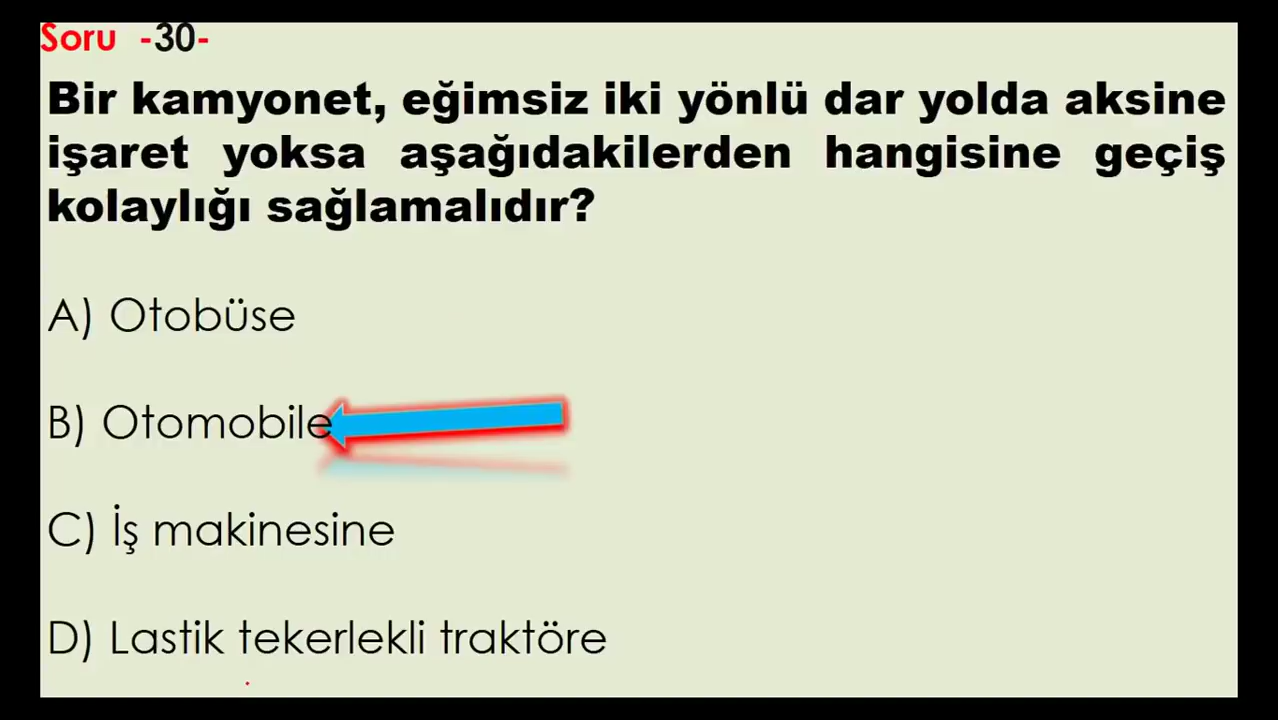 Soru -30-
Bir kamyonet, eğimsiz iki yönlü dar yolda aksine
işaret yoksa aşağıdakilerden hangisine geçiş
kolaylığı sağlamalıdır?
A) Otobüse
B) Otomobile
C) İş makinesine
D) Lastik tekerlekli traktöre